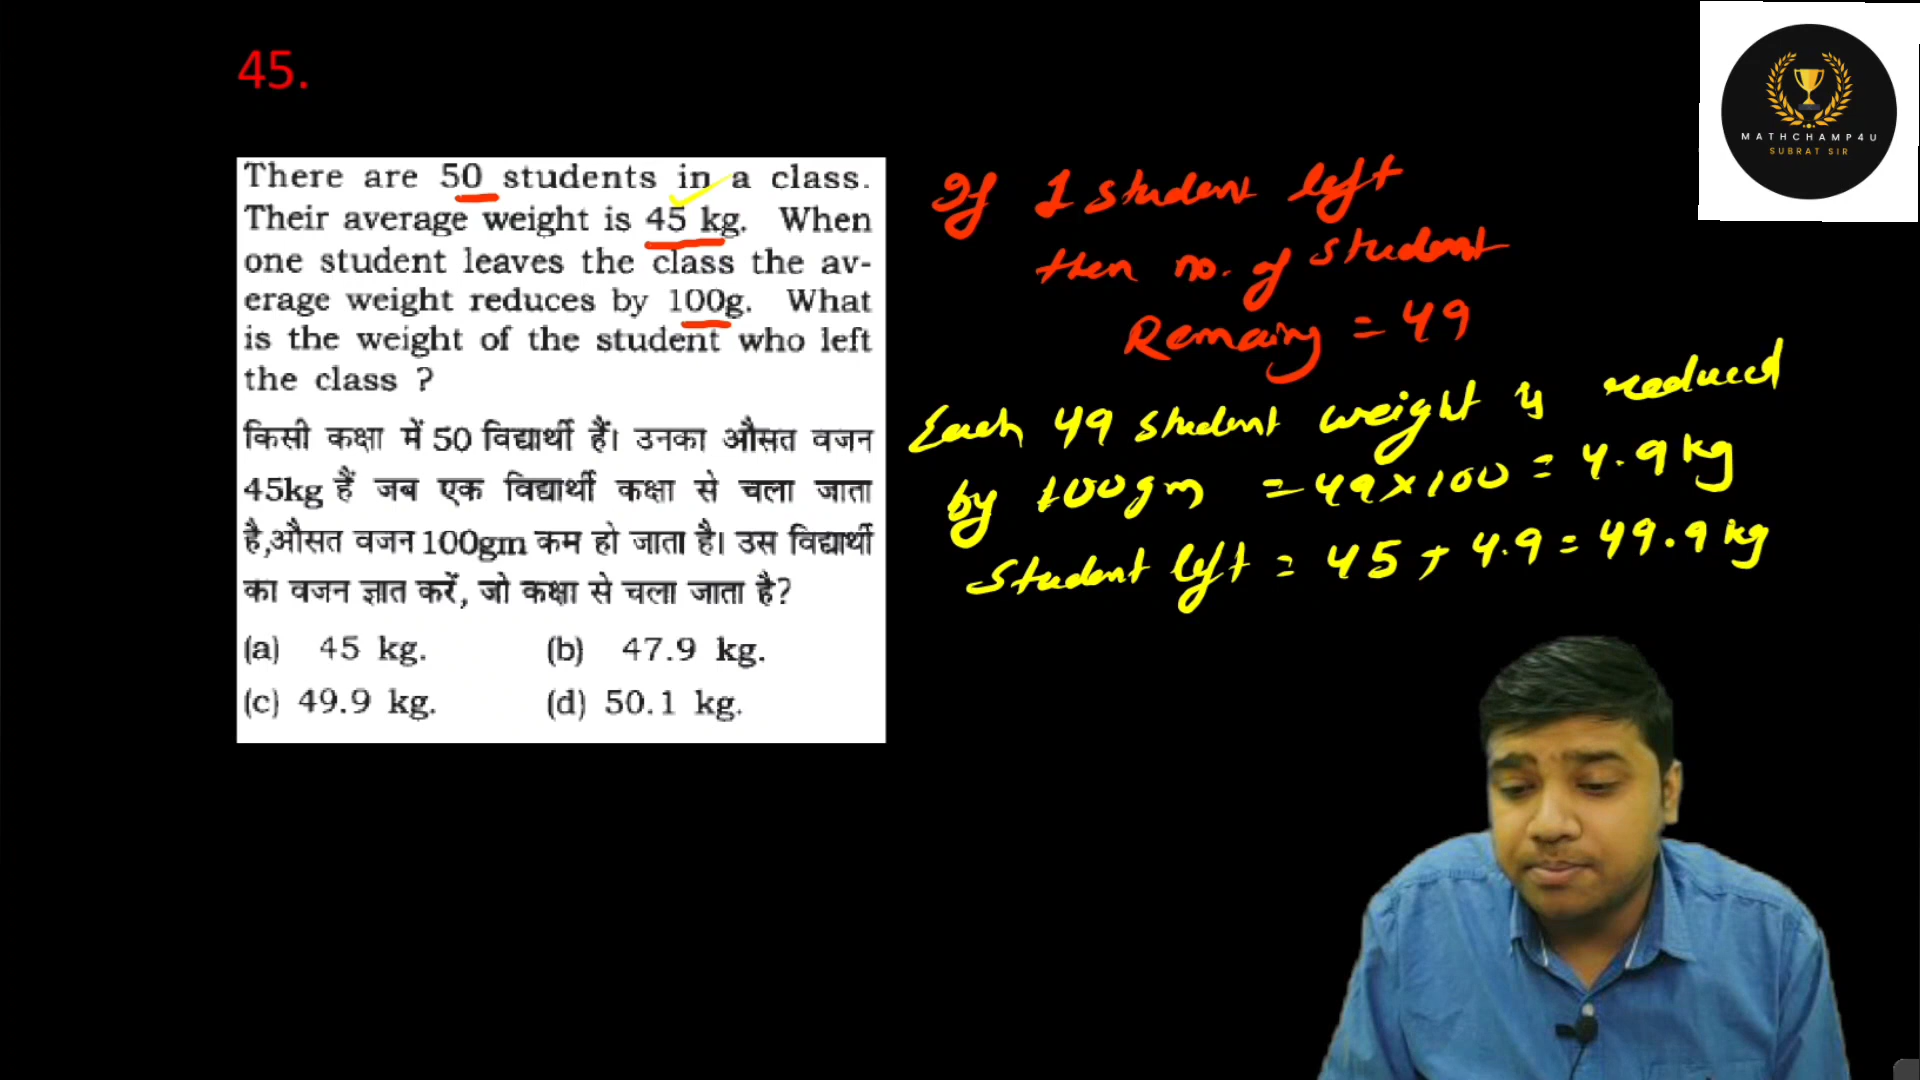 45.
MATHCHAMP4U
SUBRAT SIR
There are 50 students in a class.
Their average weight is 45 kg. When
one student leaves the class the av-
erage weight reduces by 100g. What
is the weight of the student who left
the class ?
किसी कक्षा में 50 विद्यार्थी हैं। उनका औसत वजन
45kg हैं जब एक विद्यार्थी कक्षा से चला जाता
है,औसत वजन 100gm कम हो जाता है। उस विद्यार्थी
का वजन ज्ञात करें, जो कक्षा से चला जाता है?
(a) 45 kg. (b) 47.9 kg.
(c) 49.9 kg. (d) 50.1 kg.
If 1 student left
then no. of student
Remaing = 49
Each 49 student weight is reduced
by 100gm = 49×100 = 4.9 kg
Student left = 45 + 4.9 = 49.9 kg